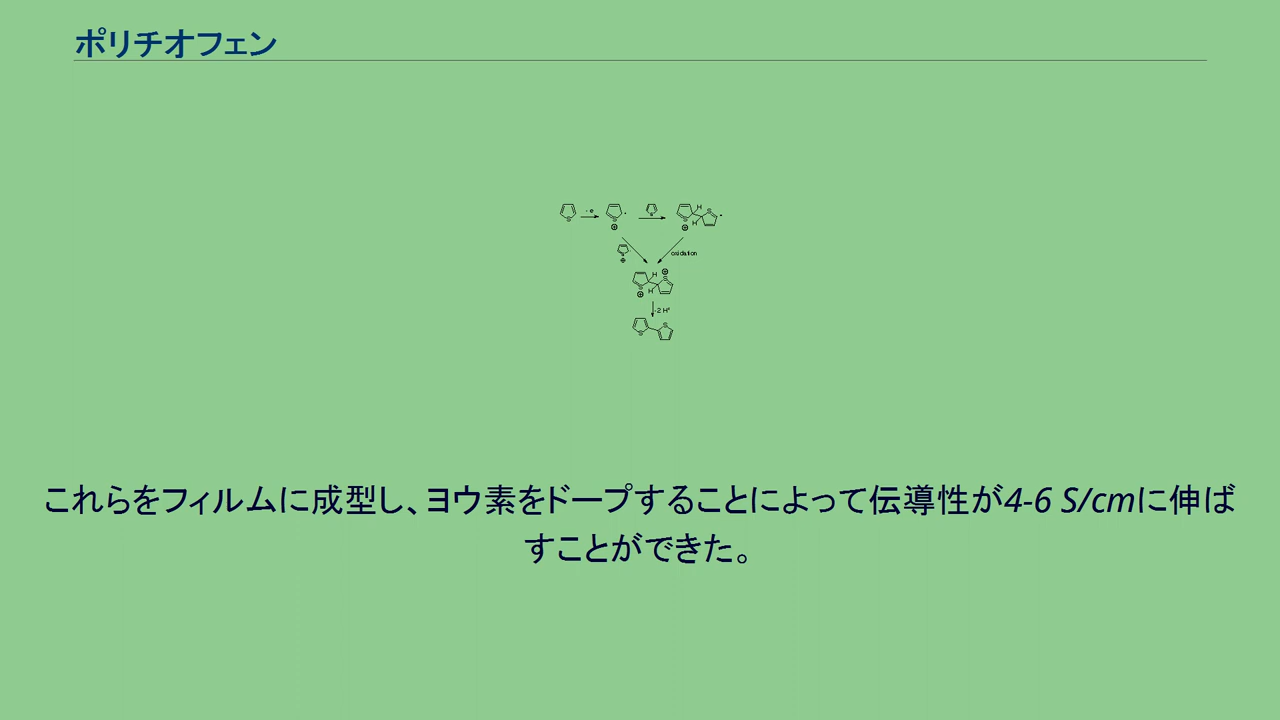 ポリチオフェン
- e
oxidation
-2 H⁺
これらをフィルムに成型し、ヨウ素をドープすることによって伝導性が4-6 S/cmに伸ば
すことができた。